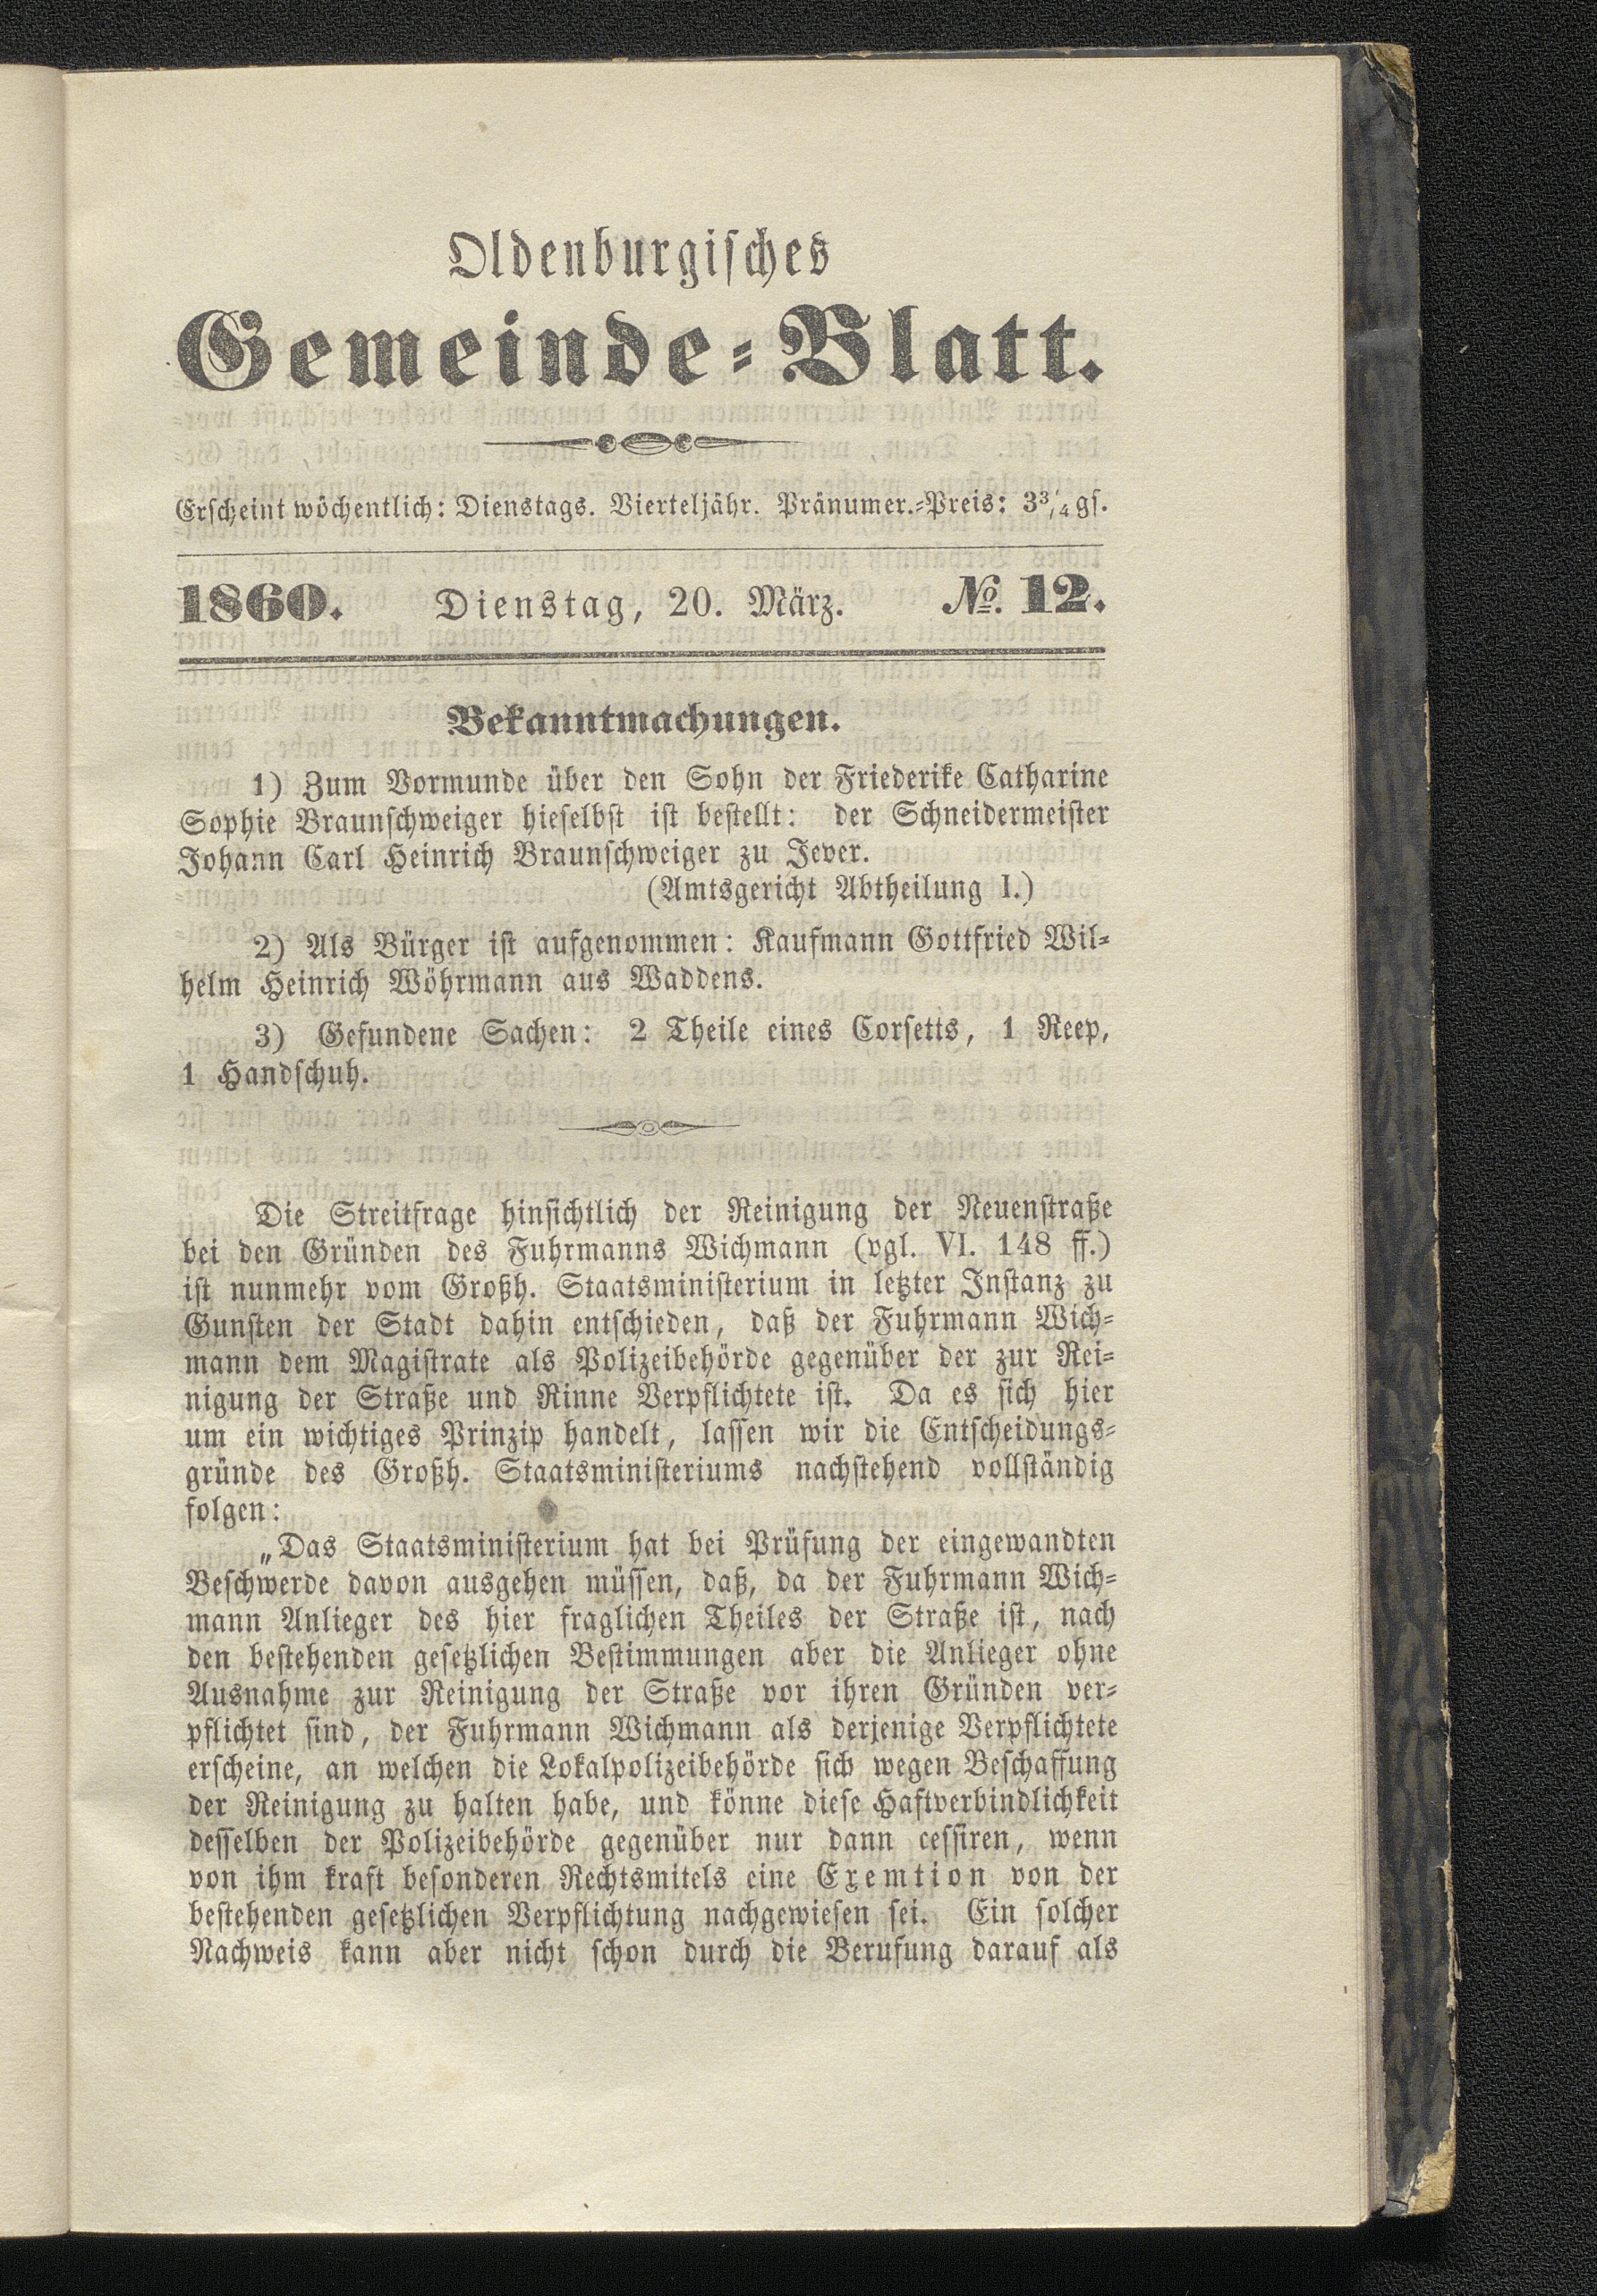 Oldenburgisches
Gemeinde-Blatt.
Erscheint wöchentlich: Dienstags. Vierteljähr. Pränumer.-Preis: 3 3/4 gs.
1860. Dienstag, 20. März. No. 12.
Bekanntmachungen.
1) Zum Vormunde über den Sohn der Friederike Catharine
Sophie Braunschweiger hieselbst ist bestellt: der Schneidermeister
Johann Carl Heinrich Braunschweiger zu Jever.
(Amtsgericht Abtheilung I.)
2) Als Bürger ist aufgenommen: Kaufmann Gottfried Wil-
helm Heinrich Wöhrmann aus Waddens.
3) Gefundene Sachen: 2 Theile eines Corsetts, 1 Reep,
1 Handschuh.
Die Streitfrage hinsichtlich der Reinigung der Neuenstraße
bei den Gründen des Fuhrmanns Wichmann (vgl. VI. 148 ff.)
ist nunmehr vom Großh. Staatsministerium in letzter Instanz zu
Gunsten der Stadt dahin entschieden, daß der Fuhrmann Wich-
mann dem Magistrate als Polizeibehörde gegenüber der zur Rei-
nigung der Straße und Rinne Verpflichtete ist. Da es sich hier
um ein wichtiges Prinzip handelt, lassen wir die Entscheidungs-
gründe des Großh. Staatsministeriums nachstehend vollständig
folgen:
„Das Staatsministerium hat bei Prüfung der eingewandten
Beschwerde davon ausgehen müssen, daß, da der Fuhrmann Wich-
mann Anlieger des hier fraglichen Theiles der Straße ist, nach
den bestehenden gesetzlichen Bestimmungen aber die Anlieger ohne
Ausnahme zur Reinigung der Straße vor ihren Gründen ver-
pflichtet sind, der Fuhrmann Wichmann als derjenige Verpflichtete
erscheine, an welchen die Lokalpolizeibehörde sich wegen Beschaffung
der Reinigung zu halten habe, und könne diese Haftverbindlichkeit
desselben der Polizeibehörde gegenüber nur dann cessiren, wenn
von ihm kraft besonderen Rechtsmitels eine Exemtion von der
bestehenden gesetzlichen Verpflichtung nachgewiesen sei. Ein solcher
Nachweis kann aber nicht schon durch die Berufung darauf als